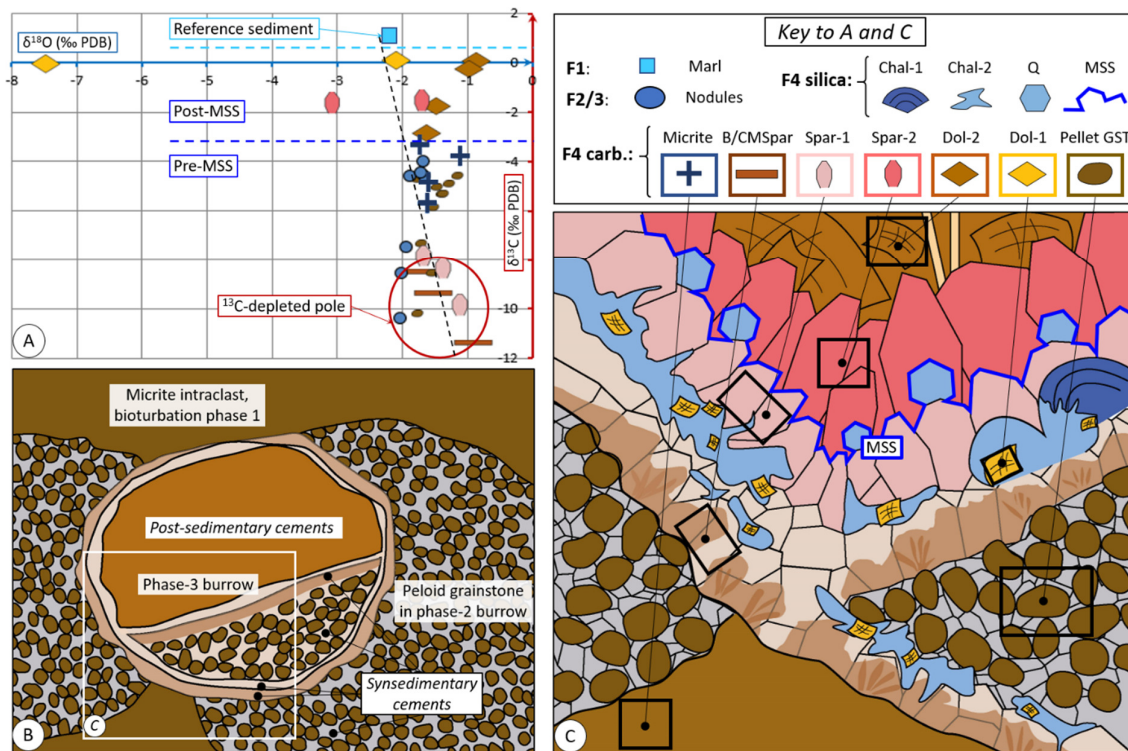 2
δ¹⁸O (‰ PDB)
Reference sediment
-8
-7
-6
-5
-4
-3
-2
-1
0
Post-MSS
-2
Pre-MSS
-4
-6
-8
δ¹³C (‰ PDB)
¹³C-depleted pole
-10
-12
A
Key to A and C
F1:
Marl
F2/3:
Nodules
F4 silica:
Chal-1
Chal-2
Q
MSS
F4 carb.:
Micrite
B/CMSpar
Spar-1
Spar-2
Dol-2
Dol-1
Pellet GST
Micrite intraclast,
bioturbation phase 1
Post-sedimentary cements
Phase-3 burrow
Peloid grainstone
in phase-2 burrow
Synsedimentary
cements
B
C
MSS
C